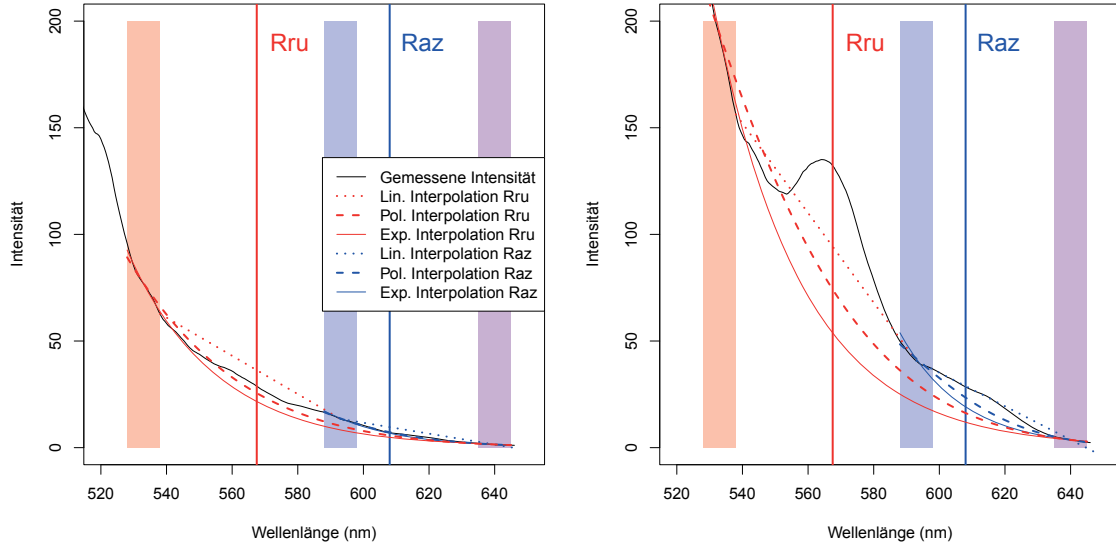 Rru
Raz
200
150
100
50
0
Intensität
Gemessene Intensität
Lin. Interpolation Rru
Pol. Interpolation Rru
Exp. Interpolation Rru
Lin. Interpolation Raz
Pol. Interpolation Raz
Exp. Interpolation Raz
520 540 560 580 600 620 640
Wellenlänge (nm)
Rru
Raz
200
150
100
50
0
Intensität
520 540 560 580 600 620 640
Wellenlänge (nm)